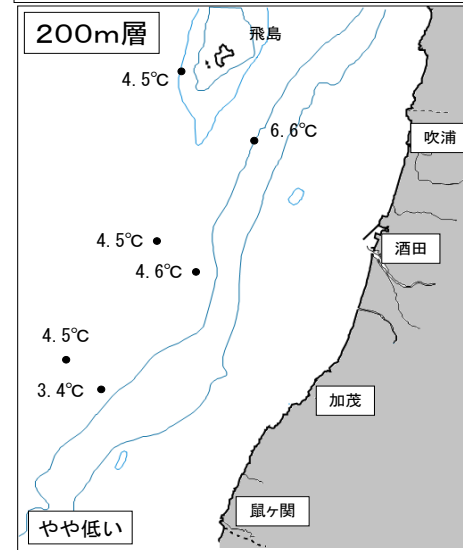 200m層
飛島
4.5℃
6.6℃
吹浦
4.5℃
酒田
4.6℃
4.5℃
3.4℃
加茂
鼠ヶ関
やや低い